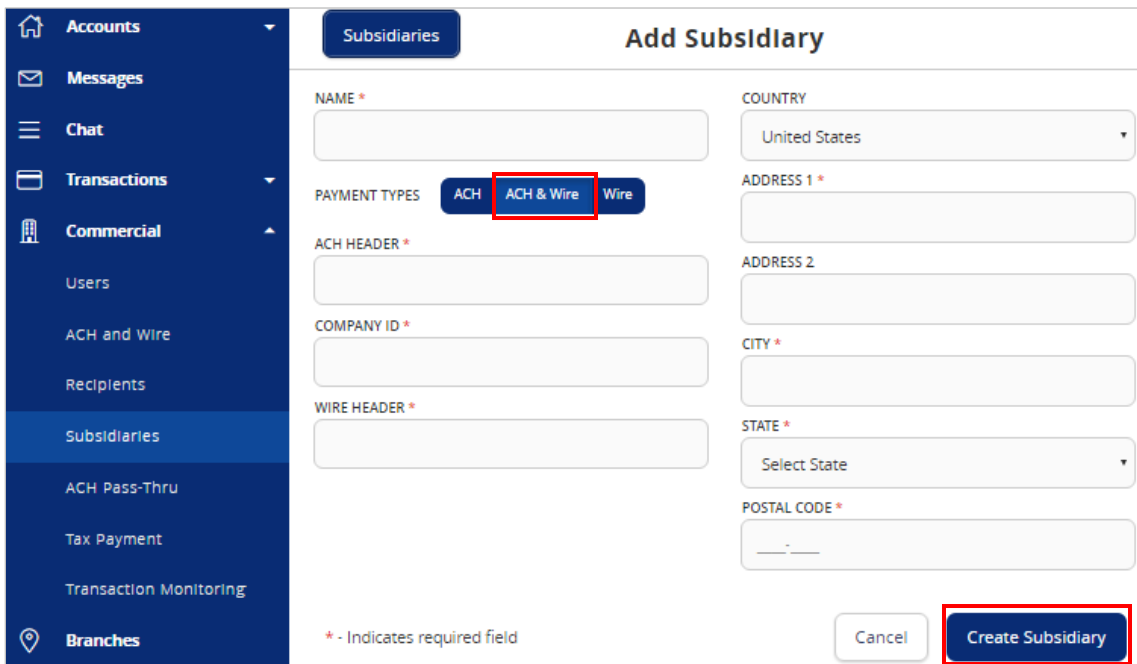 Accounts
Messages
Chat
Transactions
Commercial
Users
ACH and Wire
Recipients
Subsidiaries
ACH Pass-Thru
Tax Payment
Transaction Monitoring
Branches
Subsidiaries
Add Subsidiary
NAME *
PAYMENT TYPES ACH ACH & Wire Wire
ACH HEADER *
COMPANY ID *
WIRE HEADER *
COUNTRY
United States
ADDRESS 1 *
ADDRESS 2
CITY *
STATE *
Select State
POSTAL CODE *
_____-____
* - Indicates required field
Cancel
Create Subsidiary